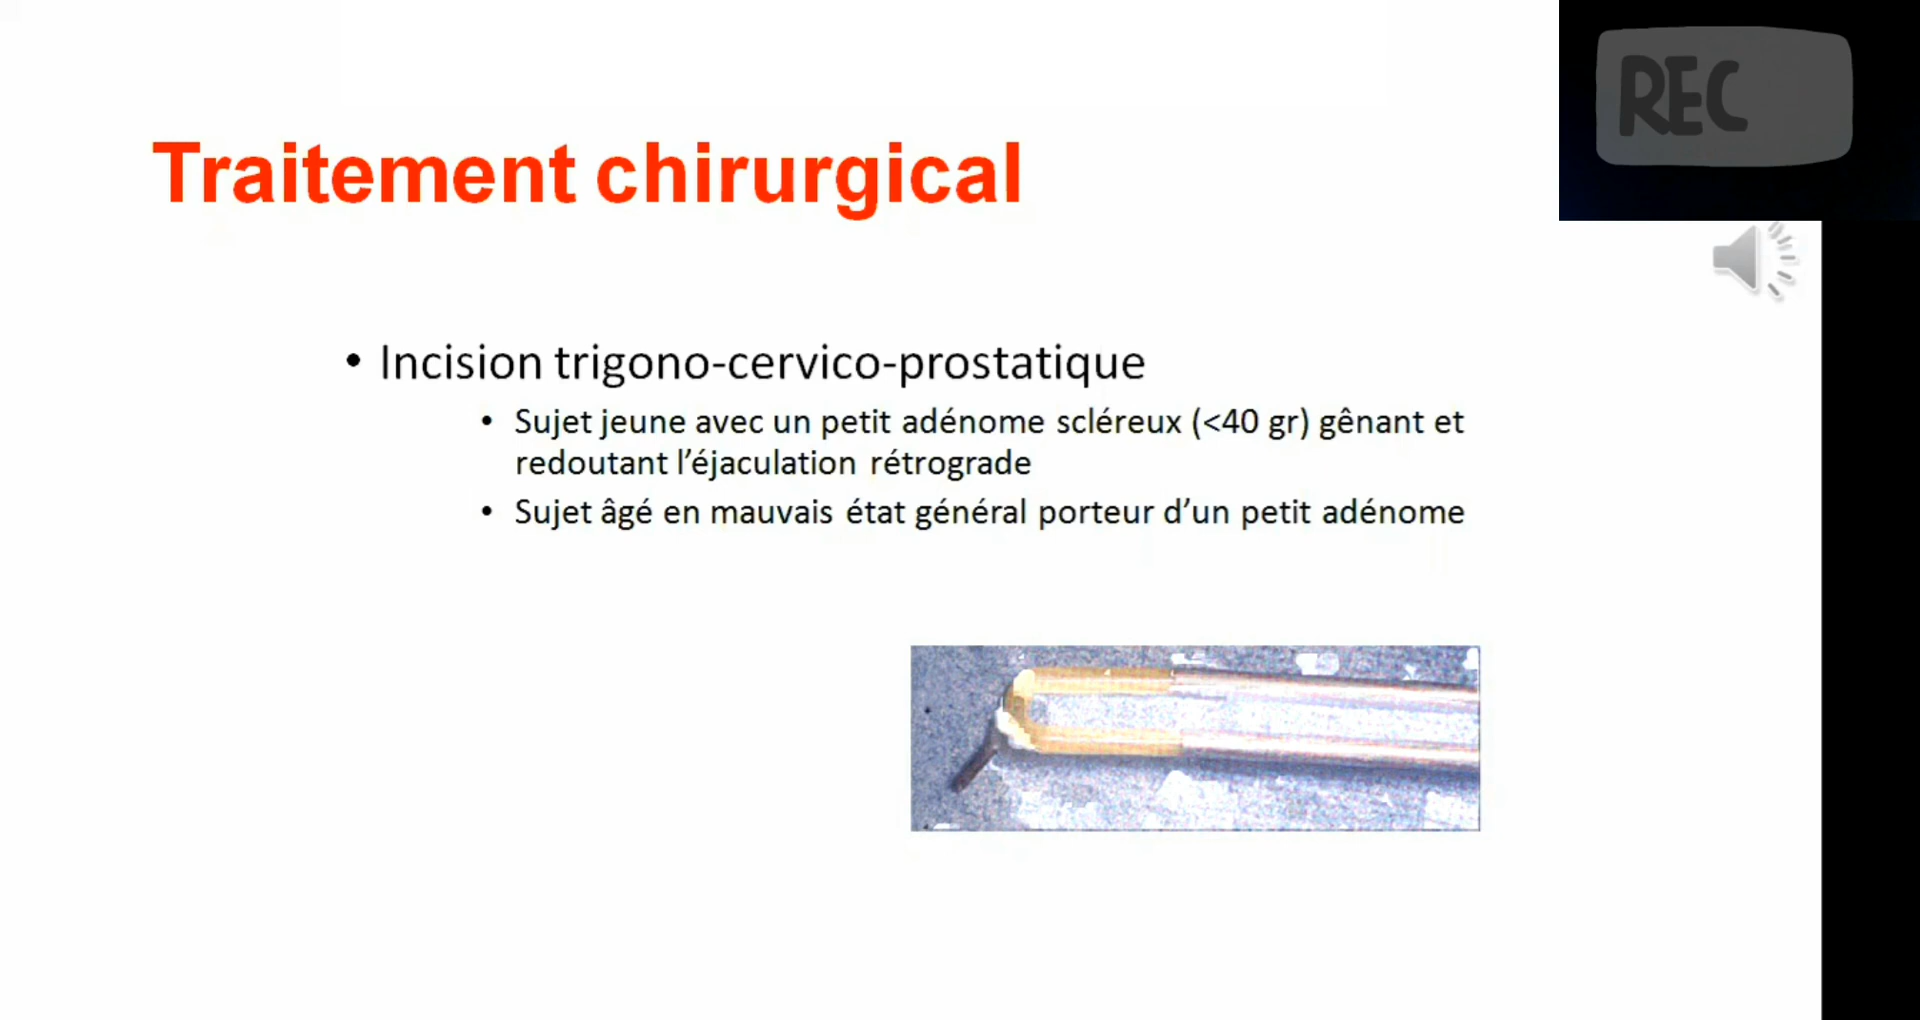 REC
Traitement chirurgical
• Incision trigono-cervico-prostatique
• Sujet jeune avec un petit adénome scléreux (<40 gr) gênant et
redoutant l’éjaculation rétrograde
• Sujet âgé en mauvais état général porteur d’un petit adénome